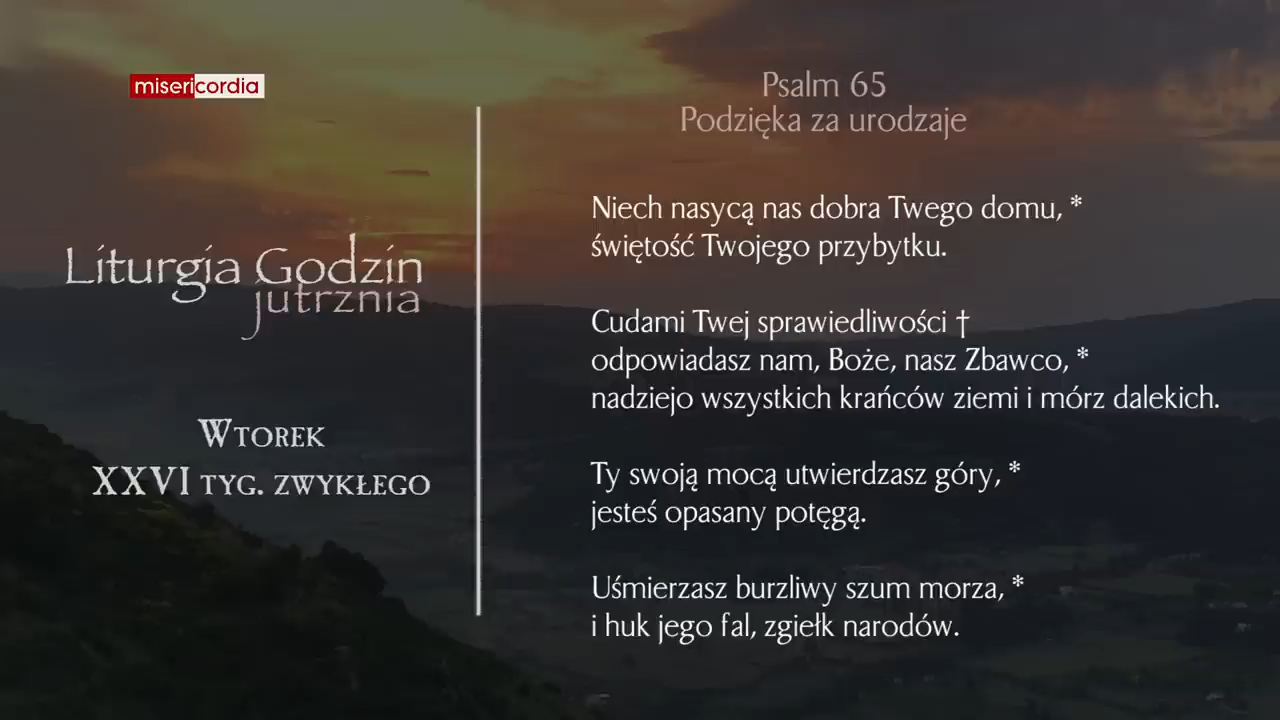 misericordia
Liturgia Godzin
jutrznia
Wtorek
XXVI tyg. zwykłego
Psalm 65
Podzięka za urodzaje
Niech nasycą nas dobra Twego domu, *
świętość Twojego przybytku.
Cudami Twej sprawiedliwości †
odpowiadasz nam, Boże, nasz Zbawco, *
nadziejo wszystkich krańców ziemi i mórz dalekich.
Ty swoją mocą utwierdzasz góry, *
jesteś opasany potęgą.
Uśmierzasz burzliwy szum morza, *
i huk jego fal, zgiełk narodów.